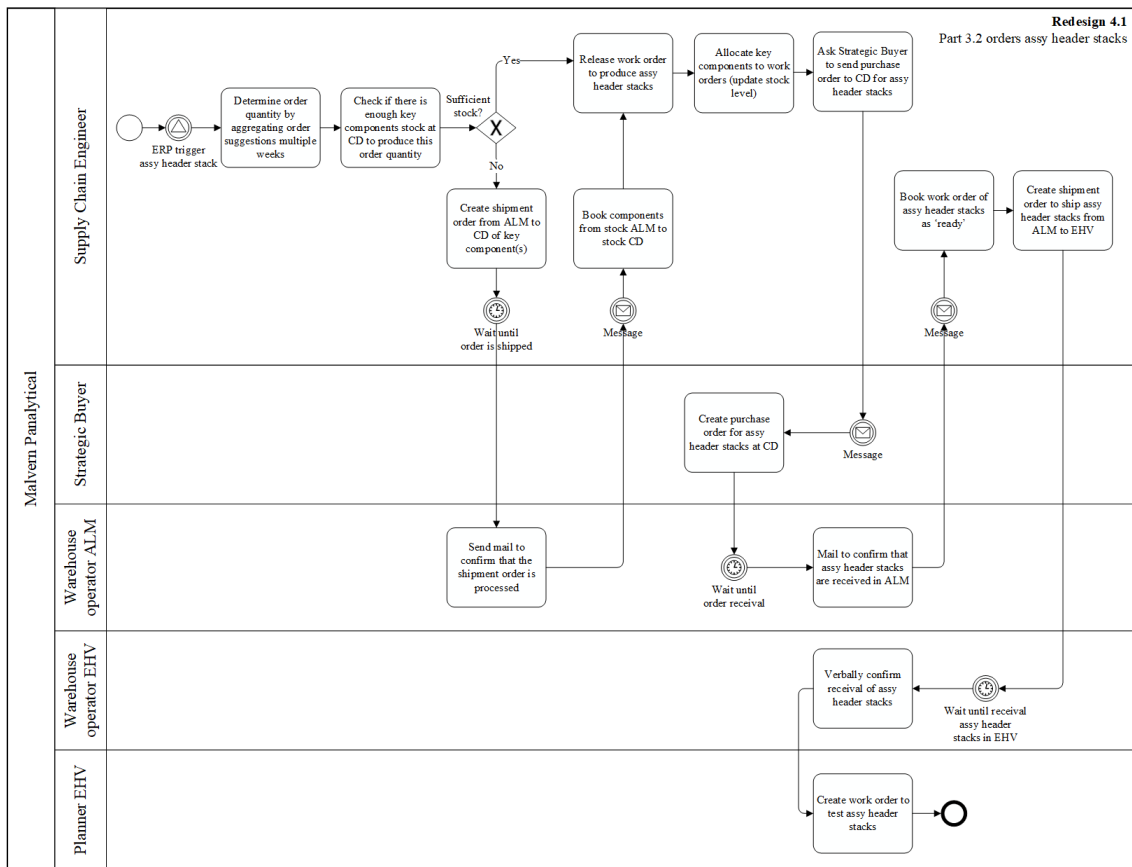 Redesign 4.1
Part 3.2 orders assy header stacks
Malvern Panalytical
Supply Chain Engineer
ERP trigger
assy header stack
Determine order
quantity by
aggregating order
suggestions multiple
weeks
Check if there is
enough key
components stock at
CD to produce this
order quantity
Sufficient
stock?
Yes
No
Release work order
to produce assy
header stacks
Allocate key
components to work
orders (update stock
level)
Ask Strategic Buyer
to send purchase
order to CD for assy
header stacks
Create shipment
order from ALM to
CD of key
component(s)
Wait until
order is shipped
Book components
from stock ALM to
stock CD
Message
Book work order of
assy header stacks
as ‘ready’
Message
Create shipment
order to ship assy
header stacks from
ALM to EHV
Strategic Buyer
Create purchase
order for assy
header stacks at CD
Message
Warehouse
operator ALM
Send mail to
confirm that the
shipment order is
processed
Wait until
order receival
Mail to confirm that
assy header stacks
are received in ALM
Warehouse
operator EHV
Verbally confirm
receival of assy
header stacks
Wait until receival
assy header
stacks in EHV
Planner EHV
Create work order to
test assy header
stacks